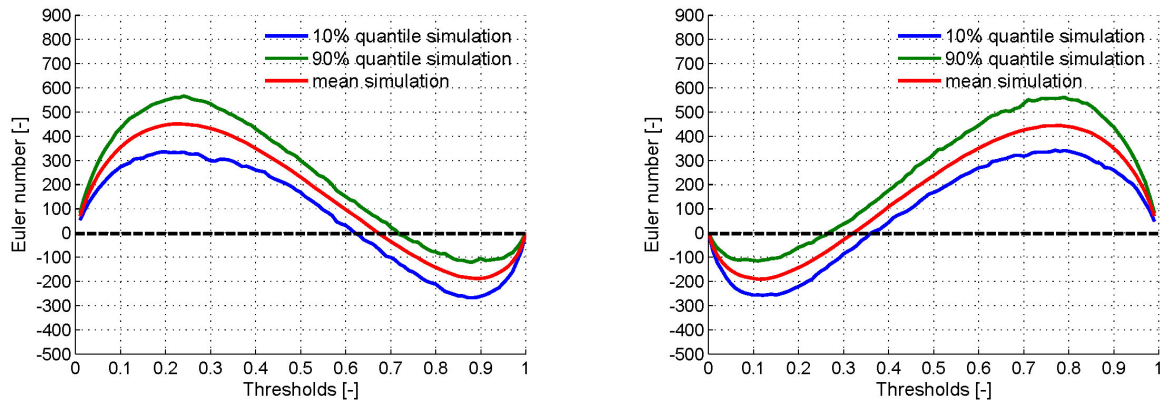 900
800
700
600
500
400
300
200
100
0
-100
-200
-300
-400
-500
Euler number [-]
10% quantile simulation
90% quantile simulation
mean simulation
0 0.1 0.2 0.3 0.4 0.5 0.6 0.7 0.8 0.9 1
Thresholds [-]
900
800
700
600
500
400
300
200
100
0
-100
-200
-300
-400
-500
Euler number [-]
10% quantile simulation
90% quantile simulation
mean simulation
0 0.1 0.2 0.3 0.4 0.5 0.6 0.7 0.8 0.9 1
Thresholds [-]